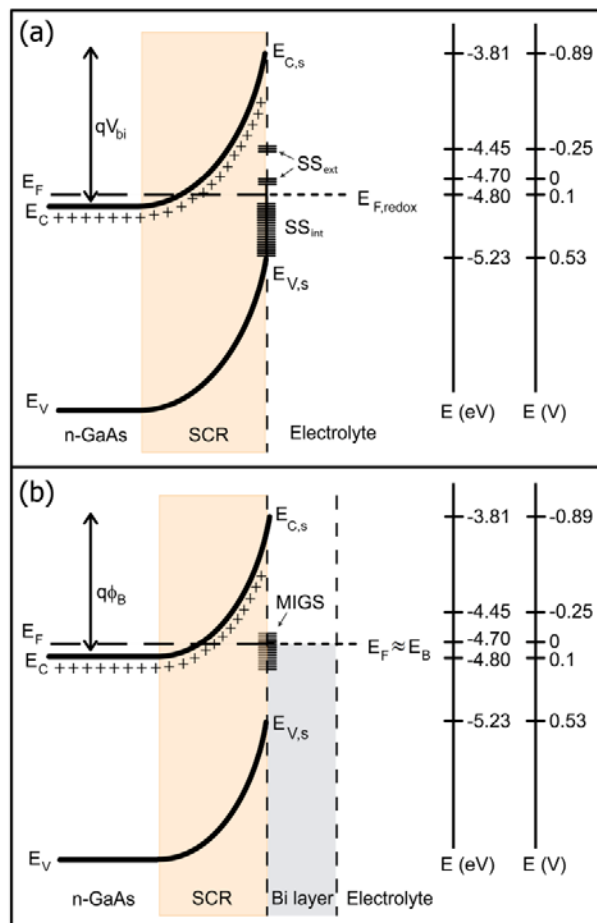 (a)
E_C,s
-3.81
-0.89
qV_bi
-4.45
-0.25
SS_ext
E_F
-4.70
0
E_F,redox
-4.80
0.1
E_C
SS_int
-5.23
0.53
E_V,s
E_V
E (eV)
E (V)
n-GaAs
SCR
Electrolyte
(b)
E_C,s
-3.81
-0.89
qϕ_B
MIGS
-4.45
-0.25
E_F
-4.70
0
E_F ≈ E_B
E_C
-4.80
0.1
E_V,s
-5.23
0.53
E_V
E (eV)
E (V)
n-GaAs
SCR
Bi layer
Electrolyte